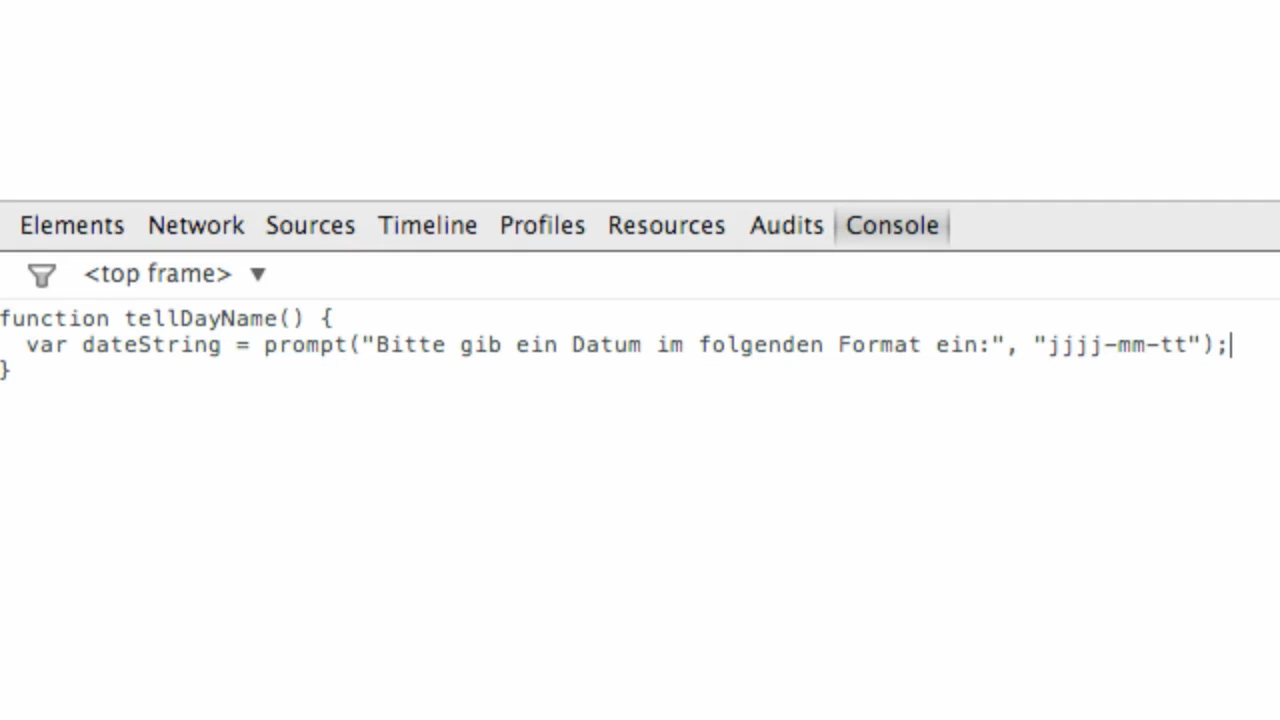 Elements Network Sources Timeline Profiles Resources Audits Console
<top frame> ▼
function tellDayName() {
  var dateString = prompt("Bitte gib ein Datum im folgenden Format ein:", "jjjj-mm-tt");
}